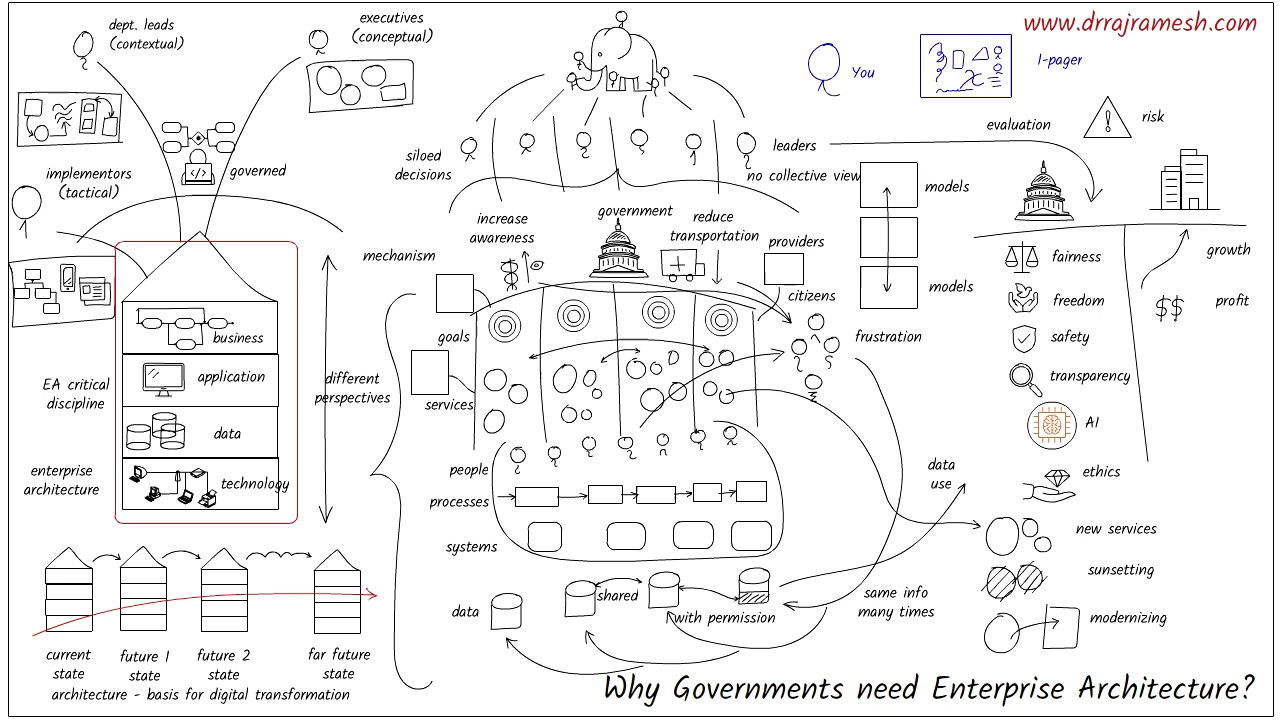 www.drrajramesh.com
dept. leads
(contextual)
executives
(conceptual)
You
1-pager
implementors
(tactical)
governed
siloed
decisions
leaders
no collective view
models
models
evaluation
risk
increase
awareness
government
reduce
transportation
providers
citizens
mechanism
goals
services
frustration
fairness
freedom
safety
transparency
AI
ethics
growth
profit
$$
business
application
data
technology
EA critical
discipline
enterprise
architecture
different
perspectives
people
processes
systems
data
shared
with permission
data
use
same info
many times
new services
sunsetting
modernizing
current
state
future 1
state
future 2
state
far future
state
architecture - basis for digital transformation
Why Governments need Enterprise Architecture?